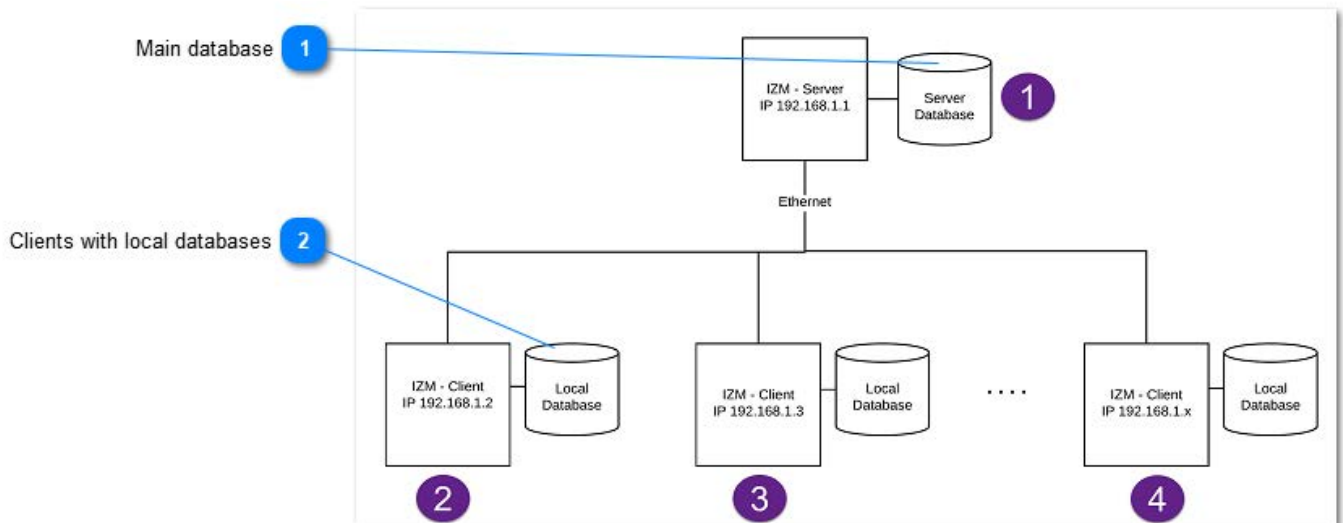 Main database
1
IZM - Server
IP 192.168.1.1
Server
Database
1
Ethernet
Clients with local databases
2
IZM - Client
IP 192.168.1.2
Local
Database
IZM - Client
IP 192.168.1.3
Local
Database
....
IZM - Client
IP 192.168.1.x
Local
Database
2
3
4